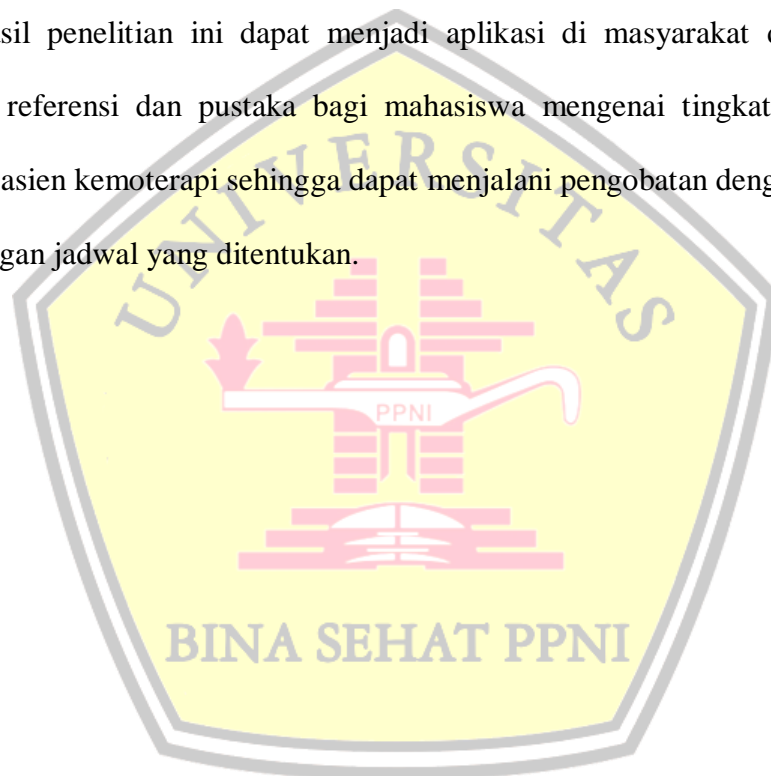 sil penelitian ini dapat menjadi aplikasi di masyarakat
referensi dan pustaka bagi mahasiswa mengenai tingkat
asien kemoterapi sehingga dapat menjalani pengobatan deng
gan jadwal yang ditentukan.
UNIVERSITAS
PPNI
BINA SEHAT PPNI